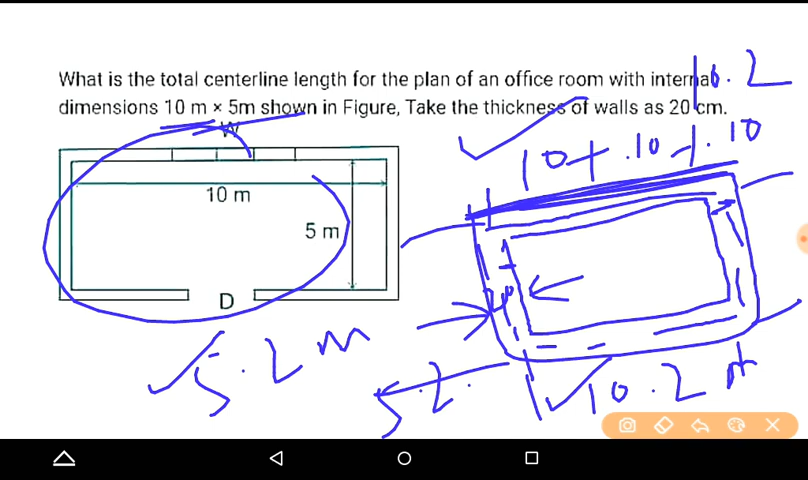 What is the total centerline length for the plan of an office room with internal
dimensions 10 m × 5m shown in Figure, Take the thickness of walls as 20 cm.
10.2
W
10 + .10 + .10
10 m
5 m
D
5.2 m
5.2.
10.2 m